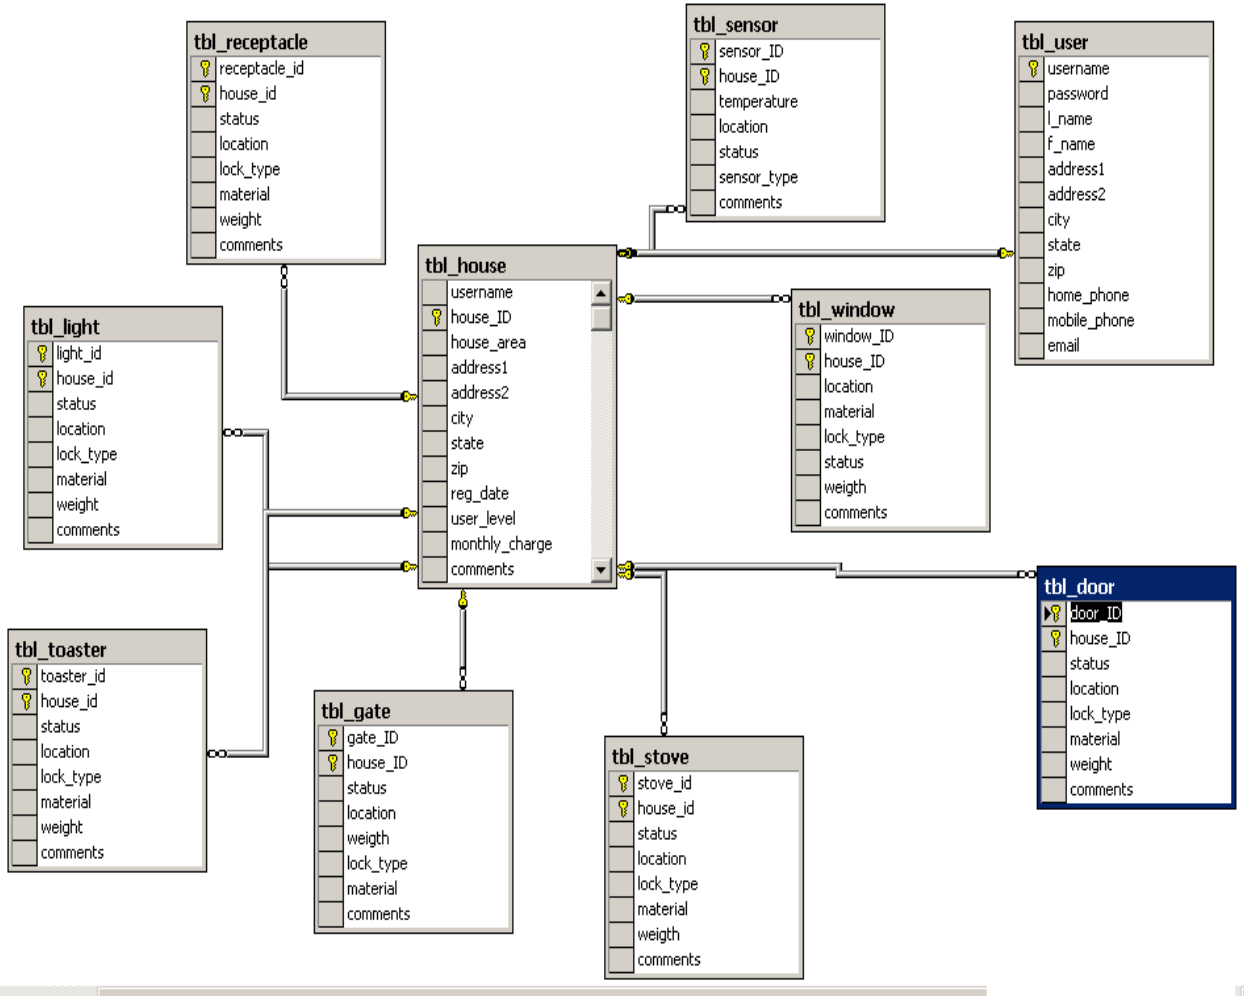 tbl_receptacle
receptacle_id
house_id
status
location
lock_type
material
weight
comments
tbl_sensor
sensor_ID
house_ID
temperature
location
status
sensor_type
comments
tbl_user
username
password
l_name
f_name
address1
address2
city
state
zip
home_phone
mobile_phone
email
tbl_house
username
house_ID
house_area
address1
address2
city
state
zip
reg_date
user_level
monthly_charge
comments
tbl_light
light_id
house_id
status
location
lock_type
material
weight
comments
tbl_window
window_ID
house_ID
location
material
lock_type
status
weigth
comments
tbl_door
door_ID
house_ID
status
location
lock_type
material
weight
comments
tbl_toaster
toaster_id
house_id
status
location
lock_type
material
weight
comments
tbl_gate
gate_ID
house_ID
status
location
weigth
lock_type
material
comments
tbl_stove
stove_id
house_id
status
location
lock_type
material
weigth
comments